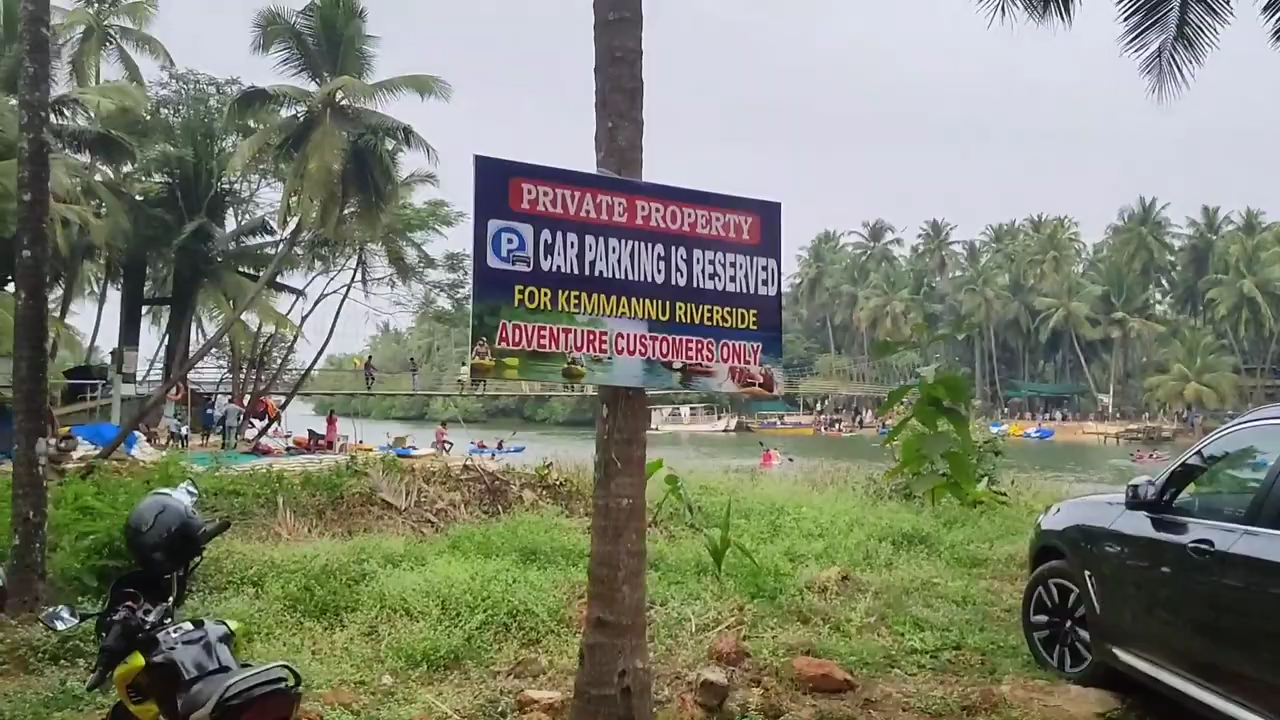 PRIVATE PROPERTY
P CAR PARKING IS RESERVED
FOR KEMMANNU RIVERSIDE
ADVENTURE CUSTOMERS ONLY